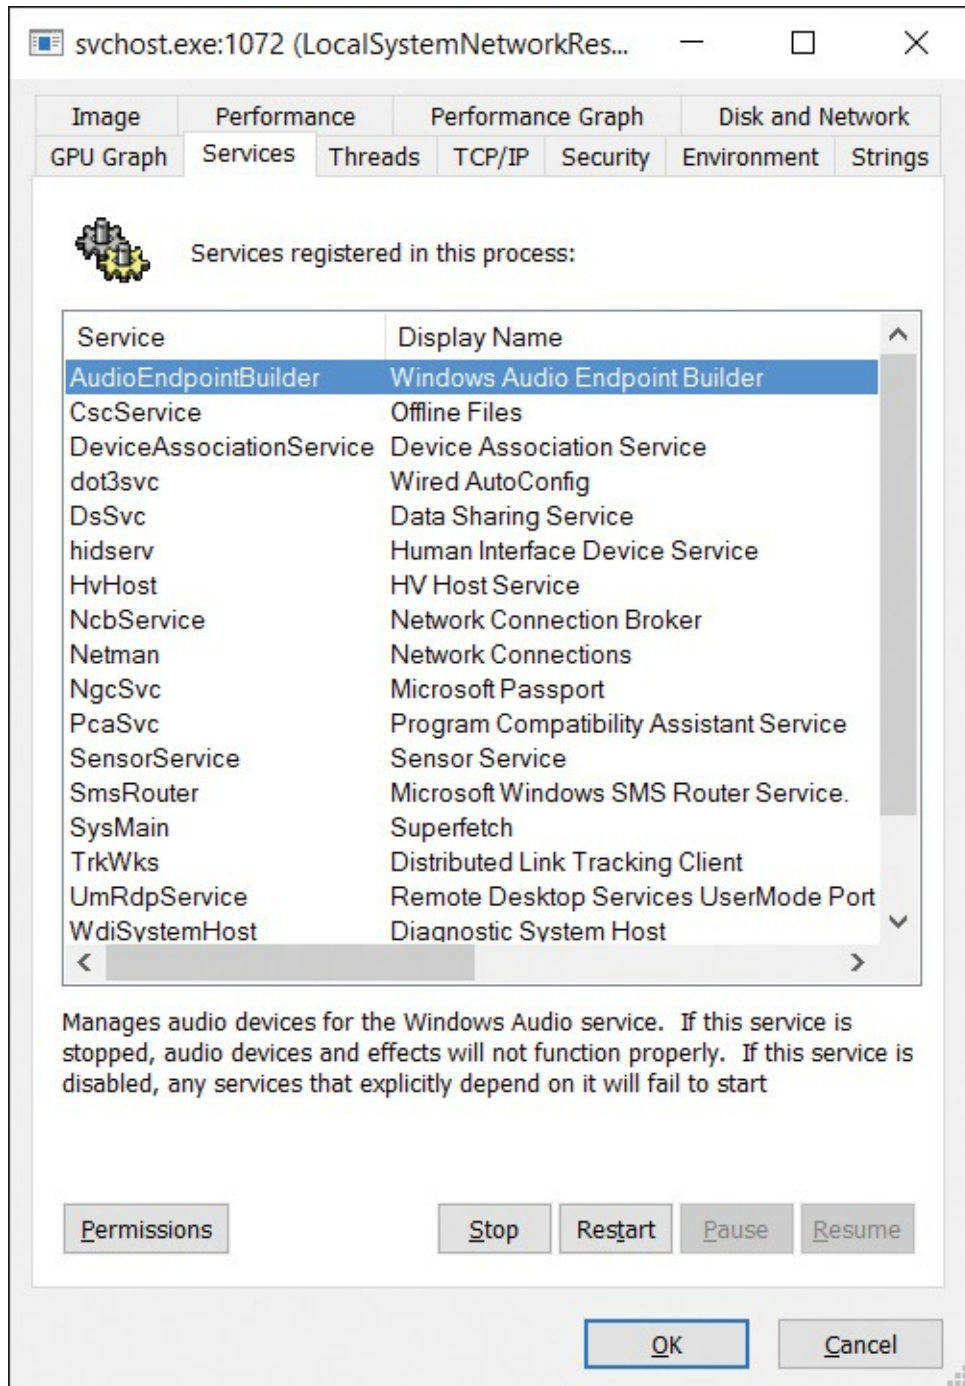 svchost.exe:1072 (LocalSystemNetworkRes...
Image Performance Performance Graph Disk and Network
GPU Graph Services Threads TCP/IP Security Environment Strings
Services registered in this process:
Service Display Name
AudioEndpointBuilder Windows Audio Endpoint Builder
CscService Offline Files
DeviceAssociationService Device Association Service
dot3svc Wired AutoConfig
DsSvc Data Sharing Service
hidserv Human Interface Device Service
HvHost HV Host Service
NcbService Network Connection Broker
Netman Network Connections
NgcSvc Microsoft Passport
PcaSvc Program Compatibility Assistant Service
SensorService Sensor Service
SmsRouter Microsoft Windows SMS Router Service.
SysMain Superfetch
TrkWks Distributed Link Tracking Client
UmRdpService Remote Desktop Services UserMode Port
WdiSystemHost Diagnostic System Host
Manages audio devices for the Windows Audio service. If this service is
stopped, audio devices and effects will not function properly. If this service is
disabled, any services that explicitly depend on it will fail to start
Permissions Stop Restart Pause Resume
OK Cancel